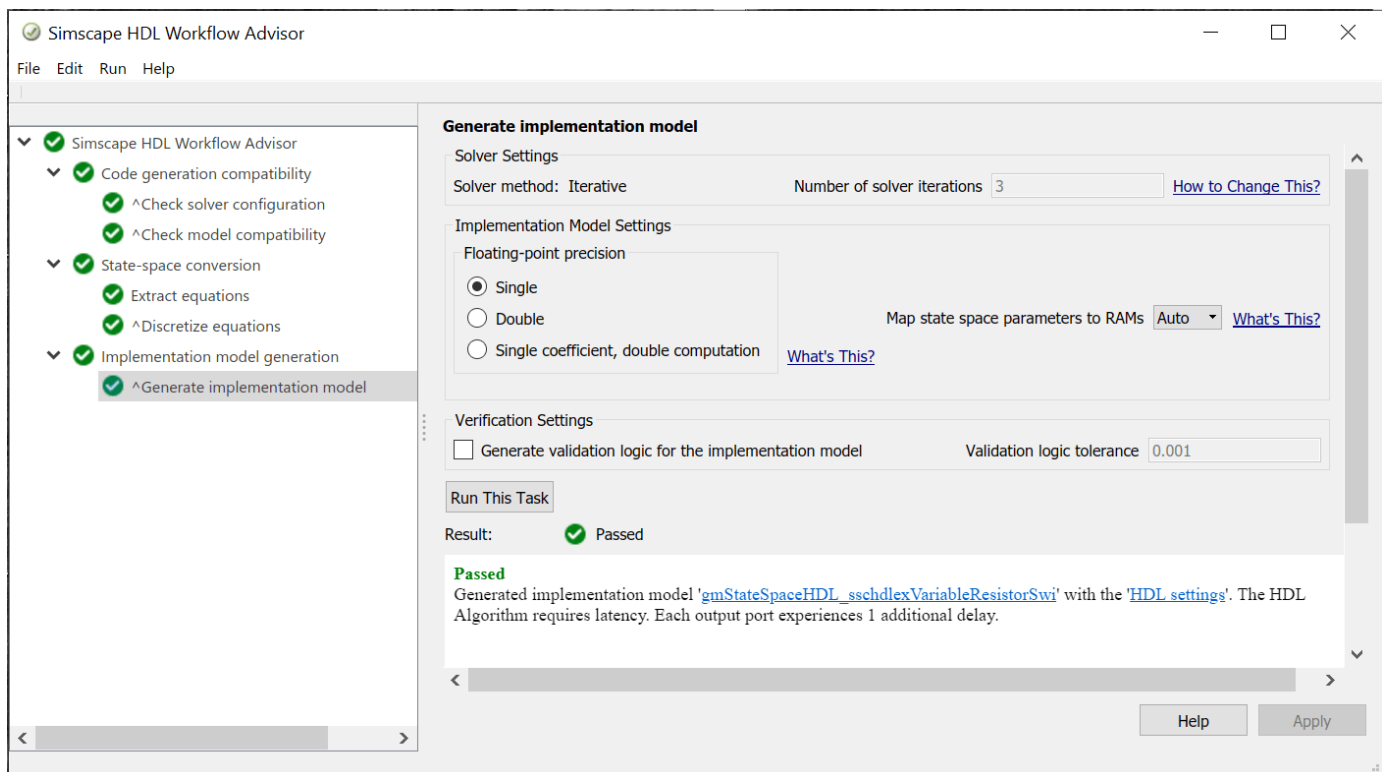 Simscape HDL Workflow Advisor
File Edit Run Help
Simscape HDL Workflow Advisor
Code generation compatibility
^Check solver configuration
^Check model compatibility
State-space conversion
Extract equations
^Discretize equations
Implementation model generation
^Generate implementation model
Generate implementation model
Solver Settings
Solver method: Iterative Number of solver iterations 3 How to Change This?
Implementation Model Settings
Floating-point precision
Single
Double
Map state space parameters to RAMs Auto What's This?
Single coefficient, double computation What's This?
Verification Settings
Generate validation logic for the implementation model Validation logic tolerance 0.001
Run This Task
Result: Passed
Passed
Generated implementation model 'gmStateSpaceHDL_sschdlexVariableResistorSwi' with the 'HDL settings'. The HDL
Algorithm requires latency. Each output port experiences 1 additional delay.
Help Apply